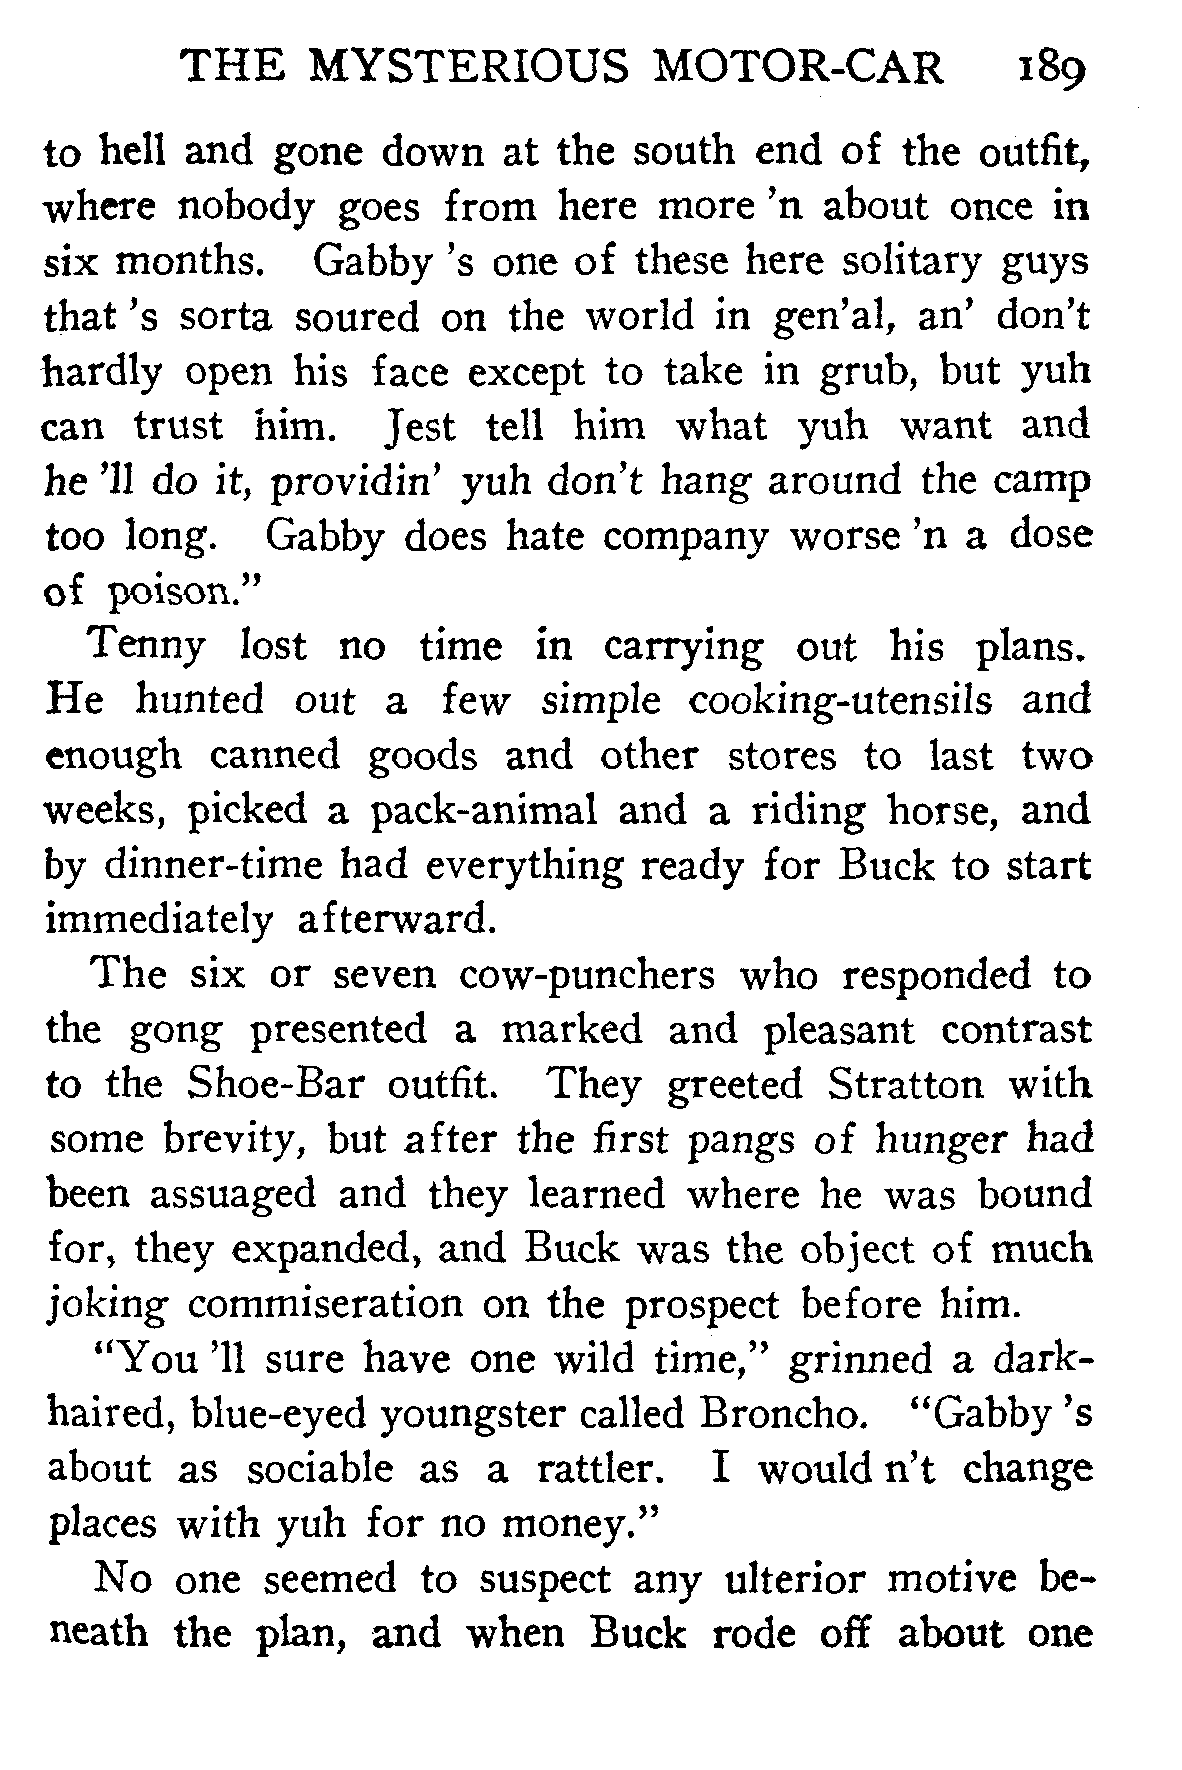 THE MYSTERIOUS MOTOR-CAR 189
to hell and gone down at the south end of the outfit,
where nobody goes from here more 'n about once in
six months. Gabby 's one of these here solitary guys
that 's sorta soured on the world in gen'al, an' don't
hardly open his face except to take in grub, but yuh
can trust him. Jest tell him what yuh want and
he 'll do it, providin' yuh don't hang around the camp
too long. Gabby does hate company worse 'n a dose
of poison."
Tenny lost no time in carrying out his plans.
He hunted out a few simple cooking-utensils and
enough canned goods and other stores to last two
weeks, picked a pack-animal and a riding horse, and
by dinner-time had everything ready for Buck to start
immediately afterward.
The six or seven cow-punchers who responded to
the gong presented a marked and pleasant contrast
to the Shoe-Bar outfit. They greeted Stratton with
some brevity, but after the first pangs of hunger had
been assuaged and they learned where he was bound
for, they expanded, and Buck was the object of much
joking commiseration on the prospect before him.
"You 'll sure have one wild time," grinned a dark-
haired, blue-eyed youngster called Broncho. "Gabby 's
about as sociable as a rattler. I would n't change
places with yuh for no money."
No one seemed to suspect any ulterior motive be-
neath the plan, and when Buck rode off about one